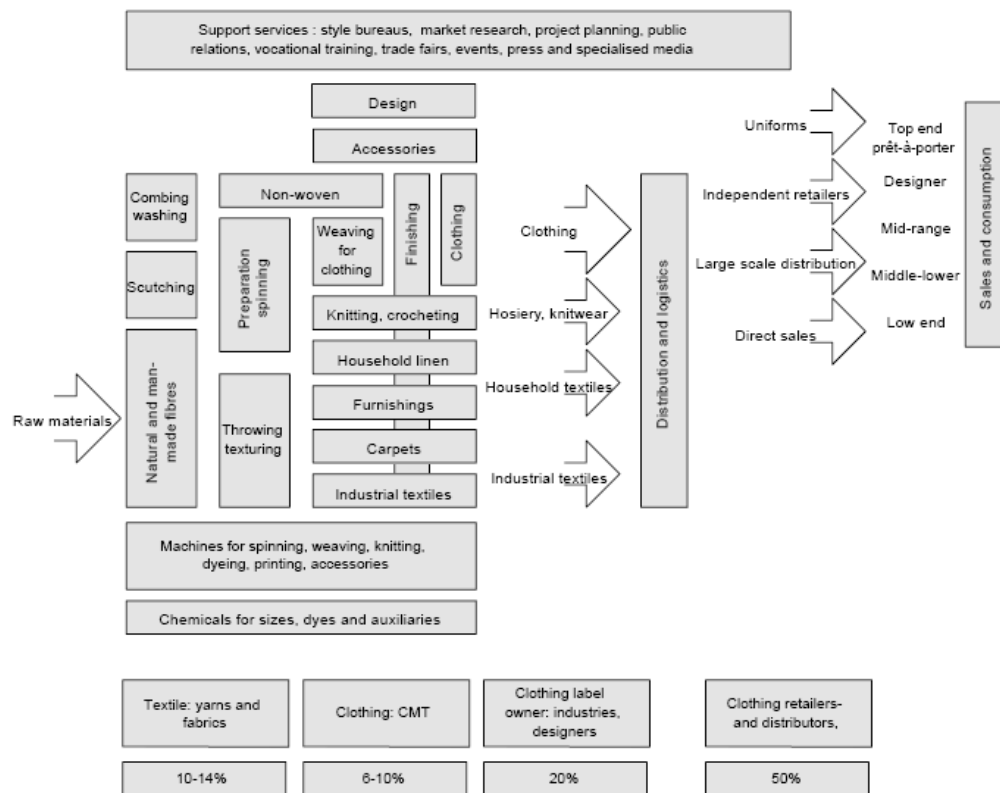 Support services : style bureaus, market research, project planning, public
relations, vocational training, trade fairs, events, press and specialised media
Design
Accessories
Combing
washing
Scutching
Natural and man-
made fibres
Raw materials
Non-woven
Preparation
spinning
Throwing
texturing
Weaving
for
clothing
Finishing
Clothing
Knitting, crocheting
Household linen
Furnishings
Carpets
Industrial textiles
Clothing
Hosiery, knitwear
Household textiles
Industrial textiles
Distribution and logistics
Uniforms
Independent retailers
Large scale distribution
Direct sales
Top end
prêt-à-porter
Designer
Mid-range
Middle-lower
Low end
Sales and consumption
Machines for spinning, weaving, knitting,
dyeing, printing, accessories
Chemicals for sizes, dyes and auxiliaries
Textile: yarns and
fabrics
Clothing: CMT
Clothing label
owner: industries,
designers
Clothing retailers-
and distributors,
10-14%
6-10%
20%
50%